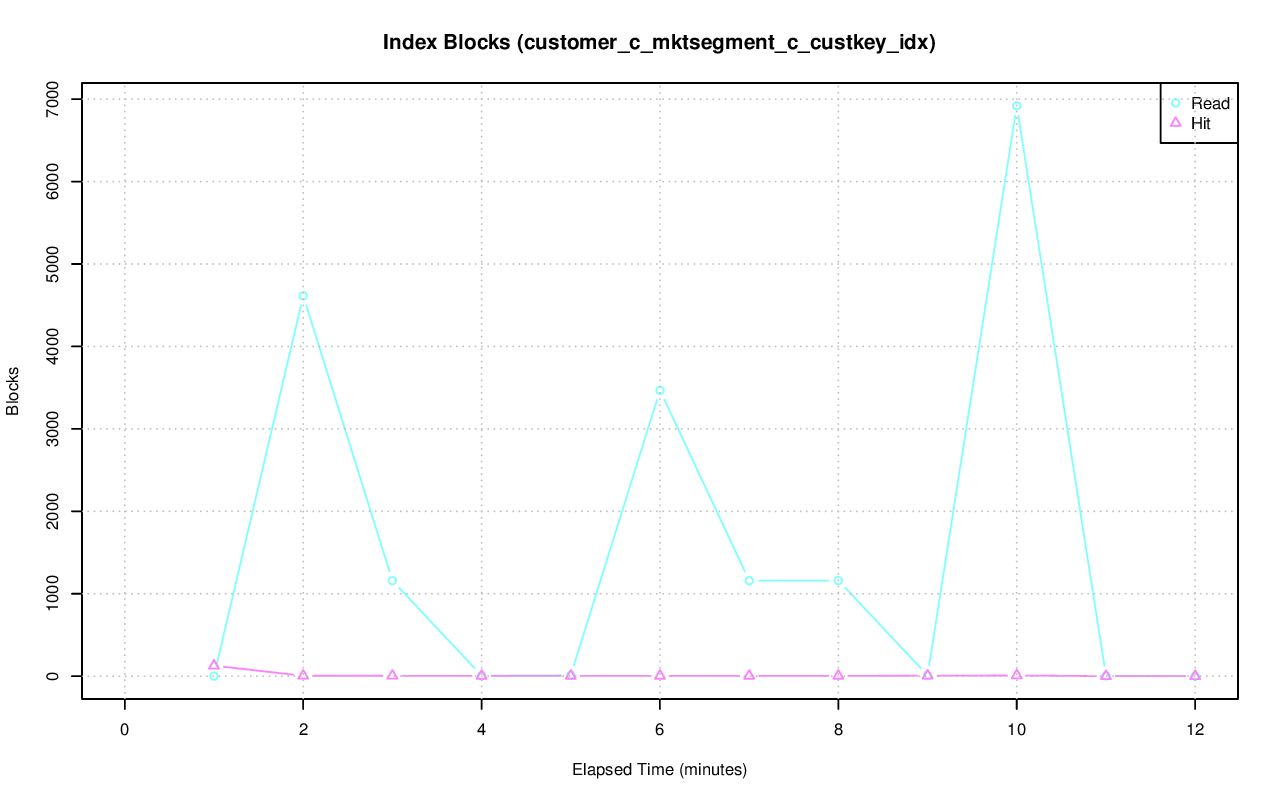 Index Blocks (customer_c_mktsegment_c_custkey_idx)
Read
Hit
7000
6000
5000
4000
3000
2000
1000
0
Blocks
0 2 4 6 8 10 12
Elapsed Time (minutes)